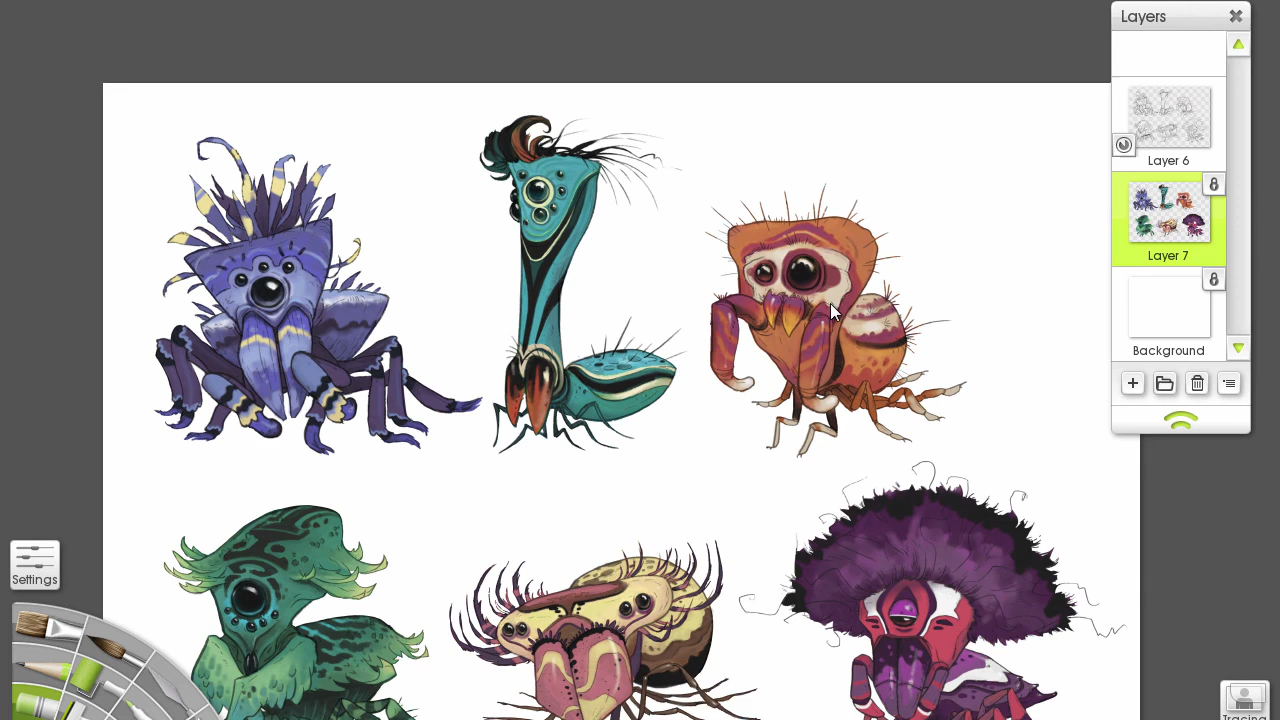 Layers
Layer 6
Layer 7
Background
Settings
Tracing